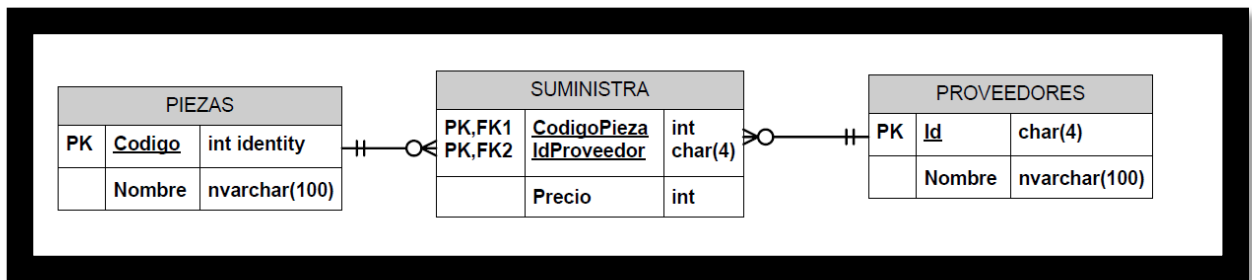 PIEZAS
PK Codigo int identity
Nombre nvarchar(100)
SUMINISTRA
PK,FK1 CodigoPieza int
PK,FK2 IdProveedor char(4)
Precio int
PROVEEDORES
PK Id char(4)
Nombre nvarchar(100)